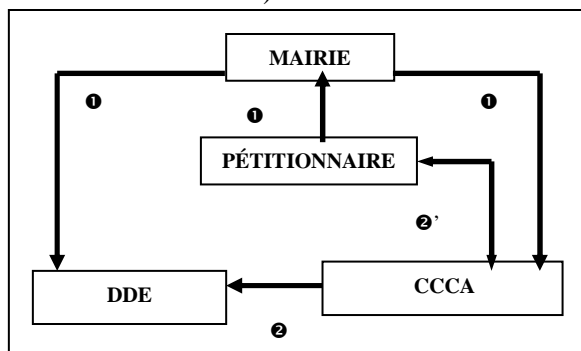 )
MAIRIE
❶
❶
❶
PÉTITIONNAIRE
❷’
DDE
CCCA
❷